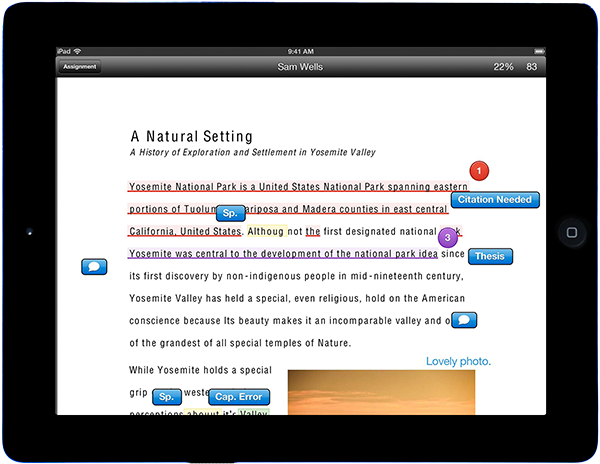 iPad 9:41 AM
Assignment Sam Wells 22% 83
A Natural Setting
A History of Exploration and Settlement in Yosemite Valley
1
Yosemite National Park is a United States National Park spanning eastern
Citation Needed
portions of Sp. and Madera counties in east central
California, United States. Althoug not the first designated national
3
Yosemite was central to the development of the national park idea since
Thesis
its first discovery by non-indigenous people in mid-nineteenth century,
Yosemite Valley has held a special, even religious, hold on the American
conscience because Its beauty makes it an incomparable valley and
of the grandest of all special temples of Nature.
Lovely photo.
While Yosemite holds a special
grip
Sp. Cap. Error
perceptions abouut it's Valley